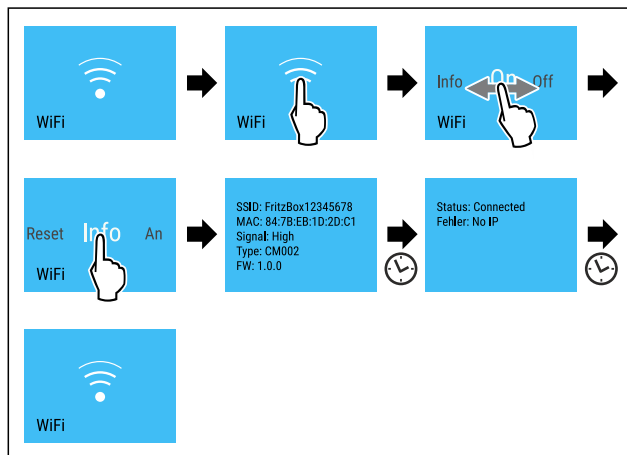 WiFi
WiFi
Info On Off
WiFi
Reset Info An
WiFi
SSID: FritzBox12345678
MAC: 84:7B:EB:1D:2D:C1
Signal: High
Type: CM002
FW: 1.0.0
Status: Connected
Fehler: No IP
WiFi